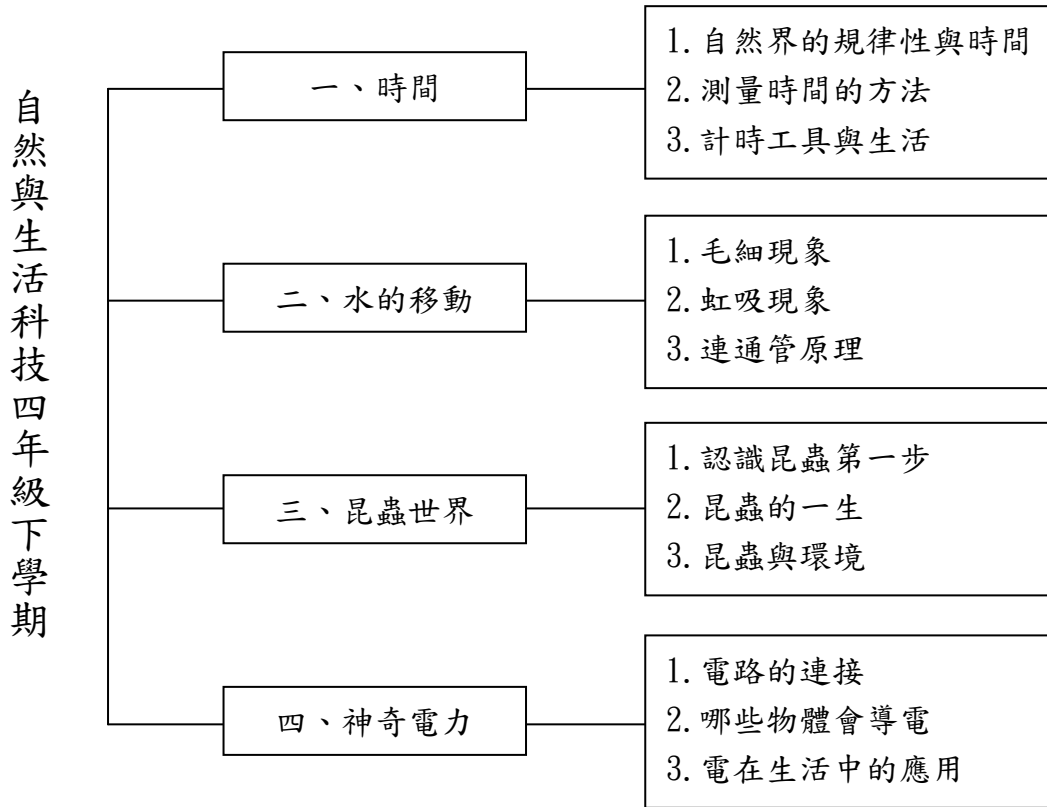 自然與生活科技四年級下學期
一、時間
1.自然界的規律性與時間
2.測量時間的方法
3.計時工具與生活
二、水的移動
1.毛細現象
2.虹吸現象
3.連通管原理
三、昆蟲世界
1.認識昆蟲第一步
2.昆蟲的一生
3.昆蟲與環境
四、神奇電力
1.電路的連接
2.哪些物體會導電
3.電在生活中的應用